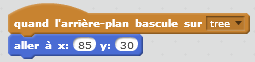 quand l'arrière-plan bascule sur tree
aller à x: 85 y: 30